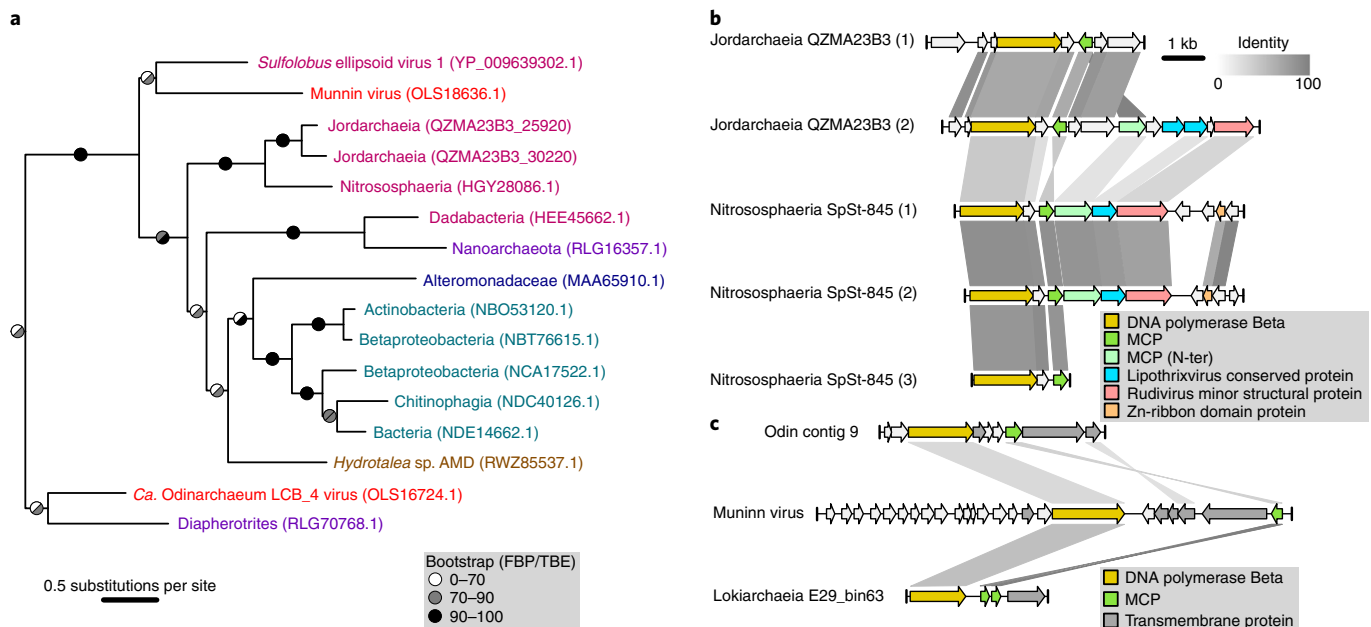 a
Sulfolobus ellipsoid virus 1 (YP_009639302.1)
Munnin virus (OLS18636.1)
Jordarchaeia (QZMA23B3_25920)
Jordarchaeia (QZMA23B3_30220)
Nitrososphaeria (HGY28086.1)
Dadabacteria (HEE45662.1)
Nanoarchaeota (RLG16357.1)
Alteromonadaceae (MAA65910.1)
Actinobacteria (NBO53120.1)
Betaproteobacteria (NBT76615.1)
Betaproteobacteria (NCA17522.1)
Chitinophagia (NDC40126.1)
Bacteria (NDE14662.1)
Hydrotalea sp. AMD (RWZ85537.1)
Ca. Odinarchaeum LCB_4 virus (OLS16724.1)
Diapherotrites (RLG70768.1)
0.5 substitutions per site
Bootstrap (FBP/TBE)
0–70
70–90
90–100
b
Jordarchaeia QZMA23B3 (1)
1 kb
Identity
0
100
Jordarchaeia QZMA23B3 (2)
Nitrososphaeria SpSt-845 (1)
Nitrososphaeria SpSt-845 (2)
Nitrososphaeria SpSt-845 (3)
DNA polymerase Beta
MCP
MCP (N-ter)
Lipothrixvirus conserved protein
Rudivirus minor structural protein
Zn-ribbon domain protein
c
Odin contig 9
Muninn virus
Lokiarchaeia E29_bin63
DNA polymerase Beta
MCP
Transmembrane protein